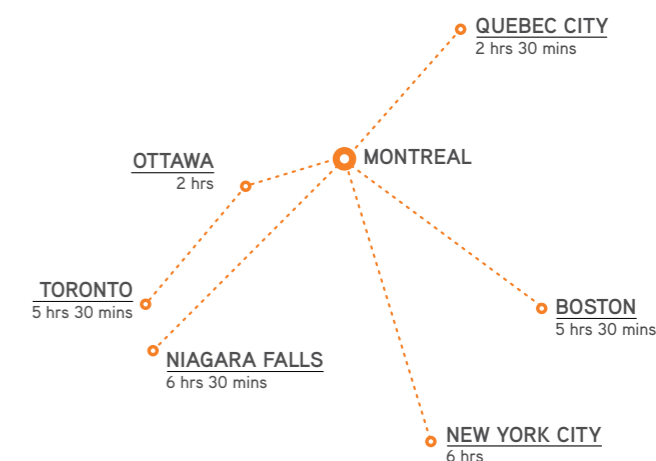 QUEBEC CITY
2 hrs 30 mins
MONTREAL
OTTAWA
2 hrs
TORONTO
5 hrs 30 mins
BOSTON
5 hrs 30 mins
NIAGARA FALLS
6 hrs 30 mins
NEW YORK CITY
6 hrs